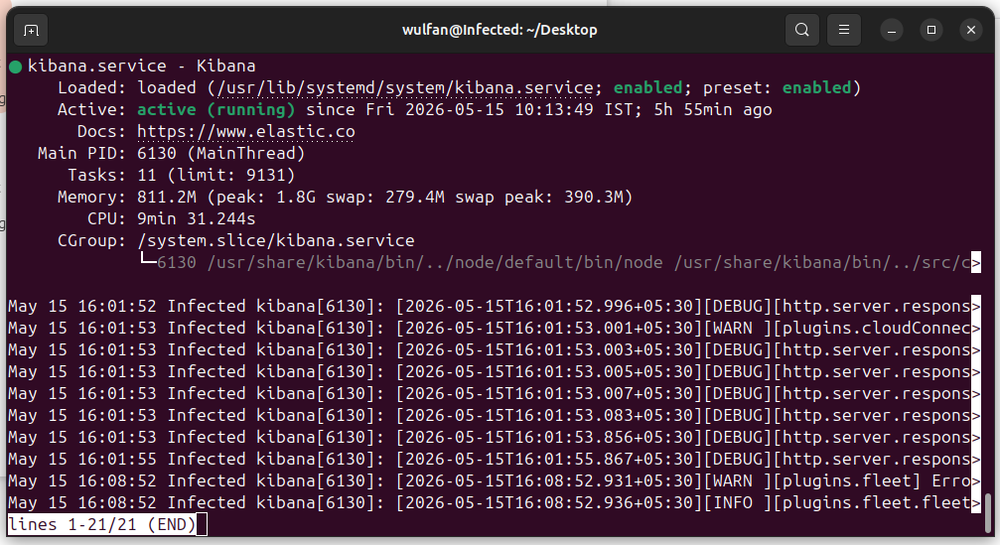 wulfan@Infected: ~/Desktop
● kibana.service - Kibana
     Loaded: loaded (/usr/lib/systemd/system/kibana.service; enabled; preset: enabled)
     Active: active (running) since Fri 2026-05-15 10:13:49 IST; 5h 55min ago
       Docs: https://www.elastic.co
   Main PID: 6130 (MainThread)
      Tasks: 11 (limit: 9131)
     Memory: 811.2M (peak: 1.8G swap: 279.4M swap peak: 390.3M)
        CPU: 9min 31.244s
     CGroup: /system.slice/kibana.service
             └─6130 /usr/share/kibana/bin/../node/default/bin/node /usr/share/kibana/bin/../src/c>

May 15 16:01:52 Infected kibana[6130]: [2026-05-15T16:01:52.996+05:30][DEBUG][http.server.respons>
May 15 16:01:53 Infected kibana[6130]: [2026-05-15T16:01:53.001+05:30][WARN ][plugins.cloudConnec>
May 15 16:01:53 Infected kibana[6130]: [2026-05-15T16:01:53.003+05:30][DEBUG][http.server.respons>
May 15 16:01:53 Infected kibana[6130]: [2026-05-15T16:01:53.005+05:30][DEBUG][http.server.respons>
May 15 16:01:53 Infected kibana[6130]: [2026-05-15T16:01:53.007+05:30][DEBUG][http.server.respons>
May 15 16:01:53 Infected kibana[6130]: [2026-05-15T16:01:53.083+05:30][DEBUG][http.server.respons>
May 15 16:01:53 Infected kibana[6130]: [2026-05-15T16:01:53.856+05:30][DEBUG][http.server.respons>
May 15 16:01:55 Infected kibana[6130]: [2026-05-15T16:01:55.867+05:30][DEBUG][http.server.respons>
May 15 16:08:52 Infected kibana[6130]: [2026-05-15T16:08:52.931+05:30][WARN ][plugins.fleet] Erro>
May 15 16:08:52 Infected kibana[6130]: [2026-05-15T16:08:52.936+05:30][INFO ][plugins.fleet.fleet>
lines 1-21/21 (END)